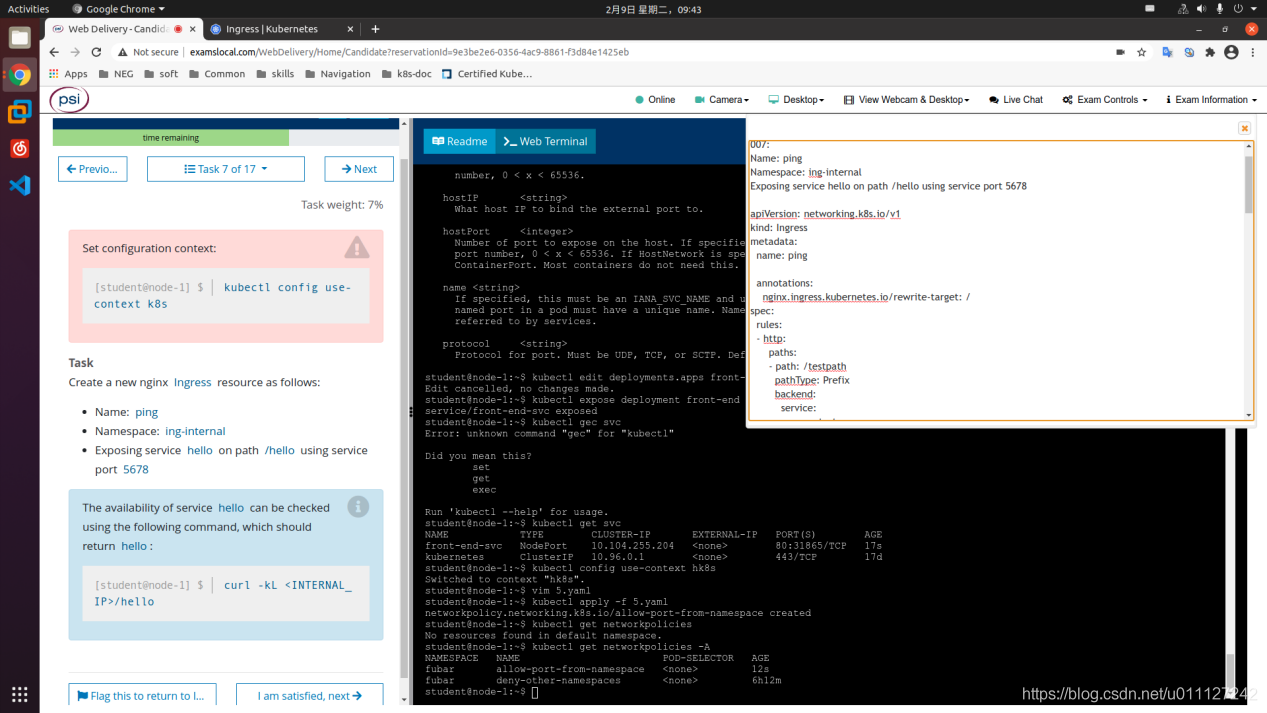 Activities
Google Chrome
2月9日 星期二，09:43
Web Delivery - Candida
Ingress | Kubernetes
Not secure | examslocal.com/WebDelivery/Home/Candidate?reservationId=9e3be2e6-0356-4ac9-8861-f3d84e1425eb
Apps NEG soft Common skills Navigation k8s-doc Certified Kube…
psi
Online Camera Desktop View Webcam & Desktop Live Chat Exam Controls Exam Information
time remaining
Previo... Task 7 of 17 Next
Task weight: 7%
Set configuration context:
[student@node-1] $ | kubectl config use-
context k8s
Task
Create a new nginx Ingress resource as follows:
Name: ping
Namespace: ing-internal
Exposing service hello on path /hello using service
port 5678
The availability of service hello can be checked
using the following command, which should
return hello :
[student@node-1] $ | curl -kL <INTERNAL_
IP>/hello
Flag this to return to l...
I am satisfied, next
Readme
Web Terminal
number, 0 < x < 65536.
hostIP <string>
What host IP to bind the external port to.
hostPort <integer>
Number of port to expose on the host. If specifie
port number, 0 < x < 65536. If HostNetwork is spe
ContainerPort. Most containers do not need this.
name <string>
If specified, this must be an IANA_SVC_NAME and u
named port in a pod must have a unique name. Name
referred to by services.
protocol <string>
Protocol for port. Must be UDP, TCP, or SCTP. Def
student@node-1:~$ kubectl edit deployments.apps front-
Edit cancelled, no changes made.
student@node-1:~$ kubectl expose deployment front-end
service/front-end-svc exposed
student@node-1:~$ kubectl gec svc
Error: unknown command "gec" for "kubectl"
Did you mean this?
set
get
exec
Run 'kubectl --help' for usage.
student@node-1:~$ kubectl get svc
NAME TYPE CLUSTER-IP EXTERNAL-IP PORT(S) AGE
front-end-svc NodePort 10.104.255.204 <none> 80:31865/TCP 17s
kubernetes ClusterIP 10.96.0.1 <none> 443/TCP 17d
student@node-1:~$ kubectl config use-context hk8s
Switched to context "hk8s".
student@node-1:~$ vim 5.yaml
student@node-1:~$ kubectl apply -f 5.yaml
networkpolicy.networking.k8s.io/allow-port-from-namespace created
student@node-1:~$ kubectl get networkpolicies
No resources found in default namespace.
student@node-1:~$ kubectl get networkpolicies -A
NAMESPACE NAME POD-SELECTOR AGE
fubar allow-port-from-namespace <none> 12s
fubar deny-other-namespaces <none> 6h12m
student@node-1:~$
007:
Name: ping
Namespace: ing-internal
Exposing service hello on path /hello using service port 5678
apiVersion: networking.k8s.io/v1
kind: Ingress
metadata:
name: ping
annotations:
nginx.ingress.kubernetes.io/rewrite-target: /
spec:
rules:
- http:
paths:
- path: /testpath
pathType: Prefix
backend:
service:
https://blog.csdn.net/u011127242